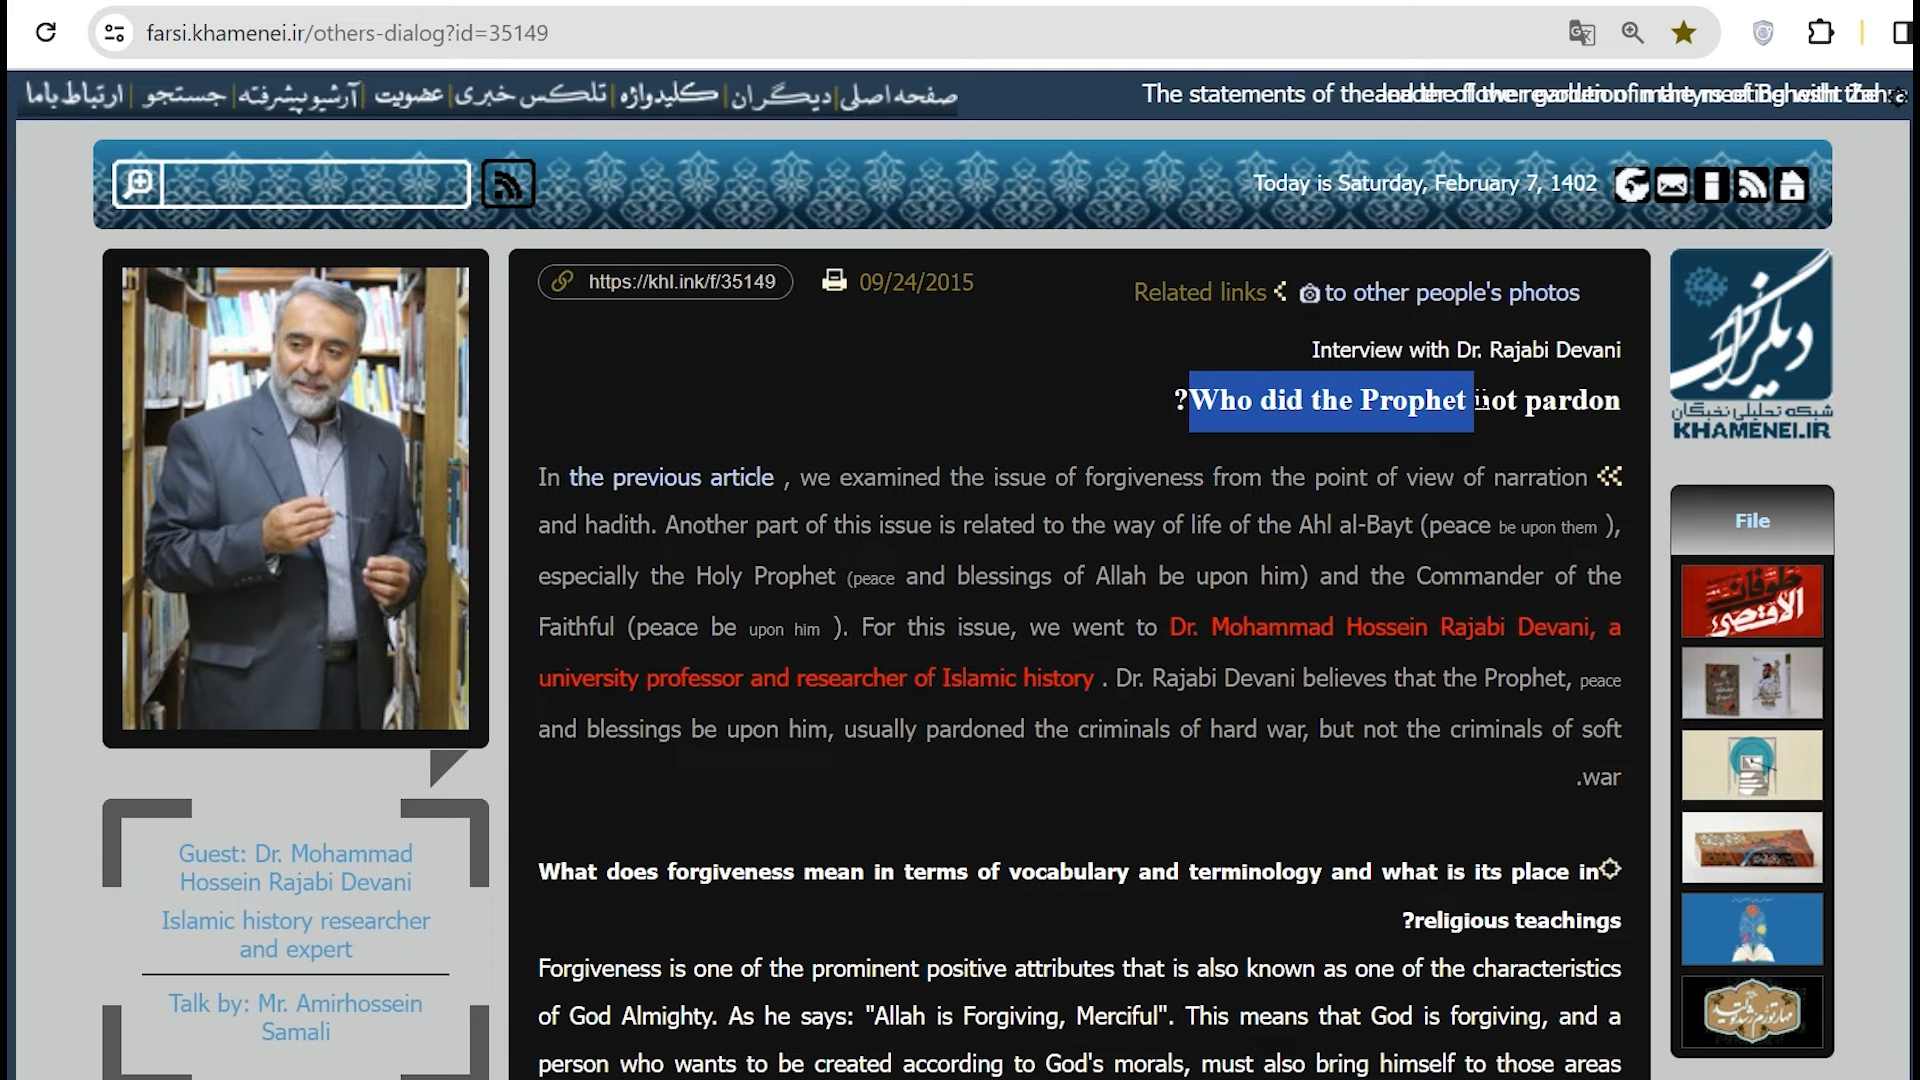 farsi.khamenei.ir/others-dialog?id=35149
صفحه اصلی | دیگران | کلیدواژه | تلکس خبری | عضویت | آرشیو پیشرفته | جستجو | ارتباط باما
The statements of the
Today is Saturday, February 7, 1402
https://khl.ink/f/35149
09/24/2015
Related links
to other people's photos
Interview with Dr. Rajabi Devani
?Who did the Prophet not pardon
In the previous article , we examined the issue of forgiveness from the point of view of narration
and hadith. Another part of this issue is related to the way of life of the Ahl al-Bayt (peace be upon them ),
especially the Holy Prophet (peace and blessings of Allah be upon him) and the Commander of the
Faithful (peace be upon him ). For this issue, we went to Dr. Mohammad Hossein Rajabi Devani, a
university professor and researcher of Islamic history . Dr. Rajabi Devani believes that the Prophet, peace
and blessings be upon him, usually pardoned the criminals of hard war, but not the criminals of soft
.war
What does forgiveness mean in terms of vocabulary and terminology and what is its place in
?religious teachings
Forgiveness is one of the prominent positive attributes that is also known as one of the characteristics
of God Almighty. As he says: "Allah is Forgiving, Merciful". This means that God is forgiving, and a
person who wants to be created according to God's morals, must also bring himself to those areas
Guest: Dr. Mohammad
Hossein Rajabi Devani
Islamic history researcher
and expert
Talk by: Mr. Amirhossein
Samali
دیگران
شبکه تحلیلی نخبگان
KHAMENEI.IR
File
طوفان
الاقصی